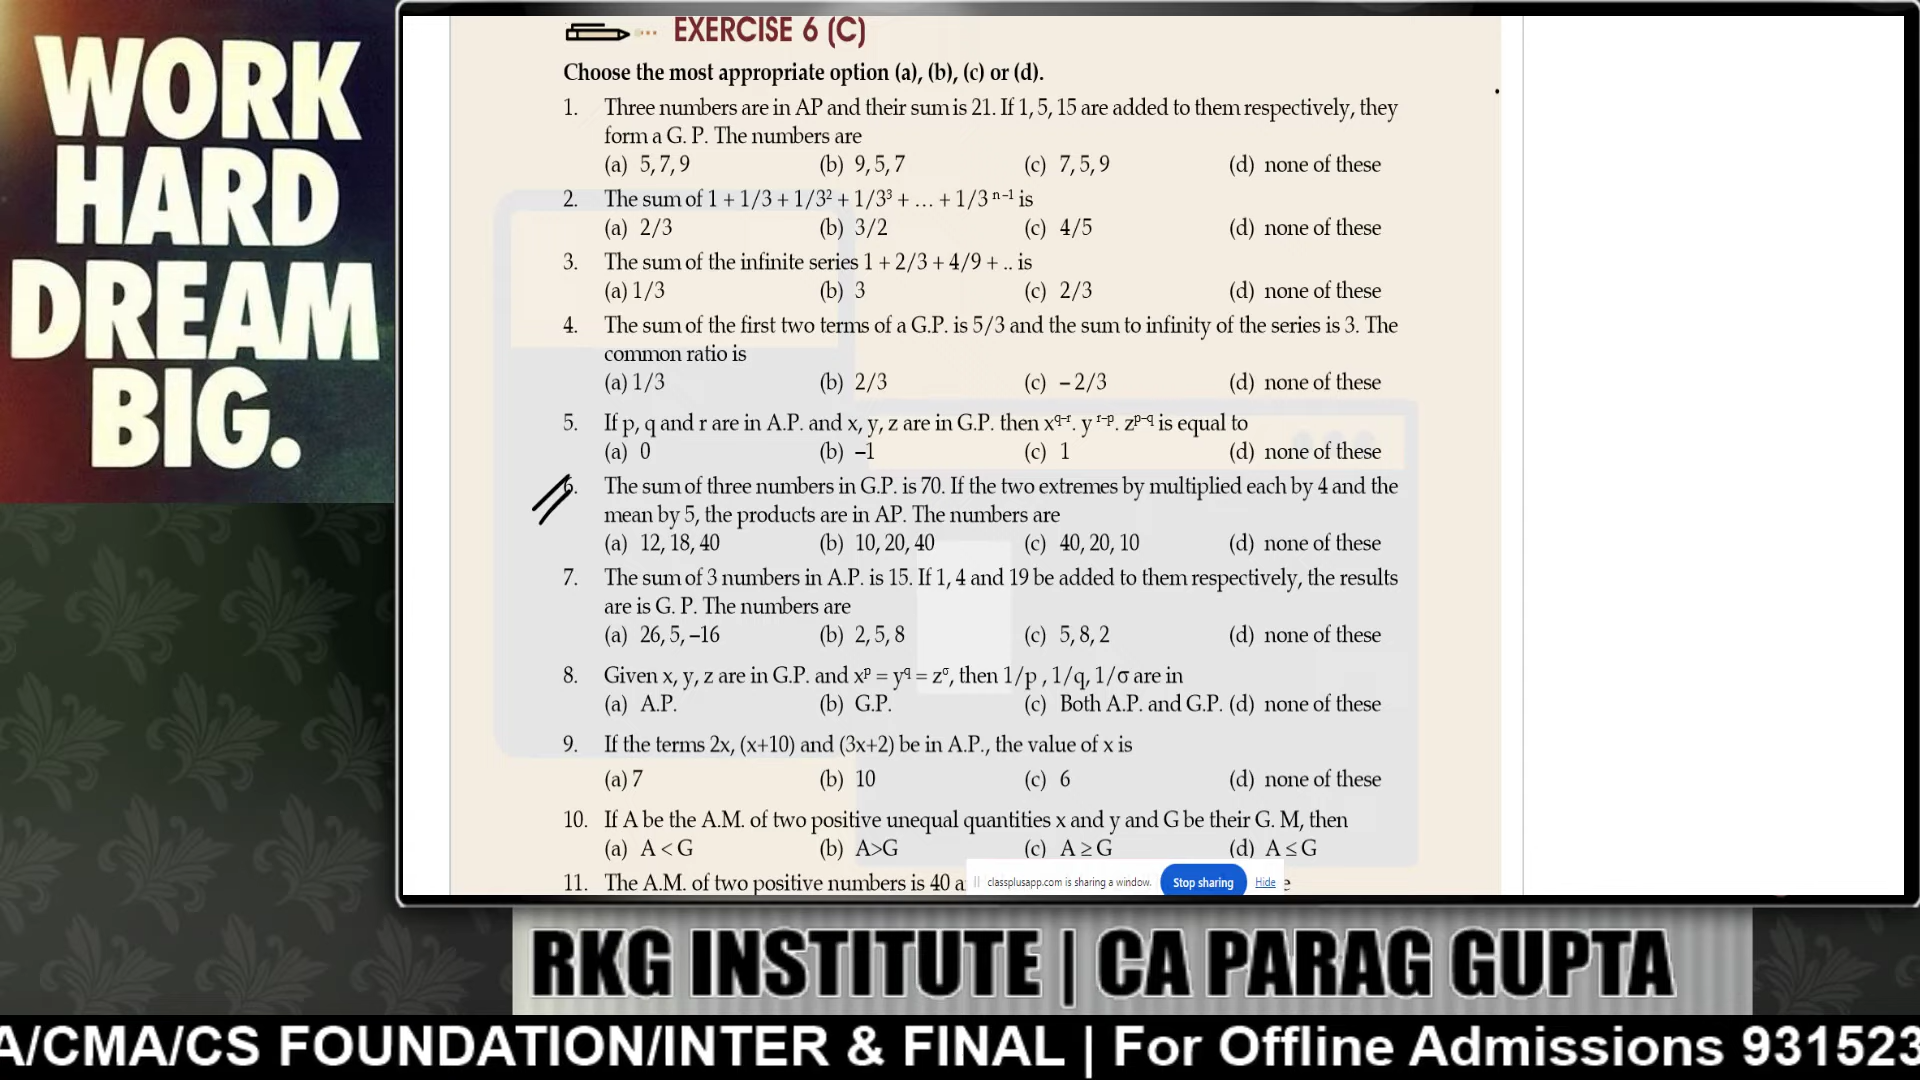 WORK
HARD
DREAM
BIG.
EXERCISE 6 (C)
Choose the most appropriate option (a), (b), (c) or (d).
1. Three numbers are in AP and their sum is 21. If 1, 5, 15 are added to them respectively, they
form a G. P. The numbers are
(a) 5, 7, 9 (b) 9, 5, 7 (c) 7, 5, 9 (d) none of these
2. The sum of 1 + 1/3 + 1/3² + 1/3³ + … + 1/3ⁿ⁻¹ is
(a) 2/3 (b) 3/2 (c) 4/5 (d) none of these
3. The sum of the infinite series 1 + 2/3 + 4/9 + .. is
(a) 1/3 (b) 3 (c) 2/3 (d) none of these
4. The sum of the first two terms of a G.P. is 5/3 and the sum to infinity of the series is 3. The
common ratio is
(a) 1/3 (b) 2/3 (c) – 2/3 (d) none of these
5. If p, q and r are in A.P. and x, y, z are in G.P. then x^q–r. y^r–p. z^p–q is equal to
(a) 0 (b) –1 (c) 1 (d) none of these
6. The sum of three numbers in G.P. is 70. If the two extremes by multiplied each by 4 and the
mean by 5, the products are in AP. The numbers are
(a) 12, 18, 40 (b) 10, 20, 40 (c) 40, 20, 10 (d) none of these
7. The sum of 3 numbers in A.P. is 15. If 1, 4 and 19 be added to them respectively, the results
are is G. P. The numbers are
(a) 26, 5, –16 (b) 2, 5, 8 (c) 5, 8, 2 (d) none of these
8. Given x, y, z are in G.P. and x^p = y^q = z^σ, then 1/p , 1/q, 1/σ are in
(a) A.P. (b) G.P. (c) Both A.P. and G.P. (d) none of these
9. If the terms 2x, (x+10) and (3x+2) be in A.P., the value of x is
(a) 7 (b) 10 (c) 6 (d) none of these
10. If A be the A.M. of two positive unequal quantities x and y and G be their G. M, then
(a) A < G (b) A>G (c) A ≥ G (d) A ≤ G
11. The A.M. of two positive numbers is 40 a
classplusapp.com is sharing a window. Stop sharing Hide
RKG INSTITUTE | CA PARAG GUPTA
A/CMA/CS FOUNDATION/INTER & FINAL | For Offline Admissions 931523